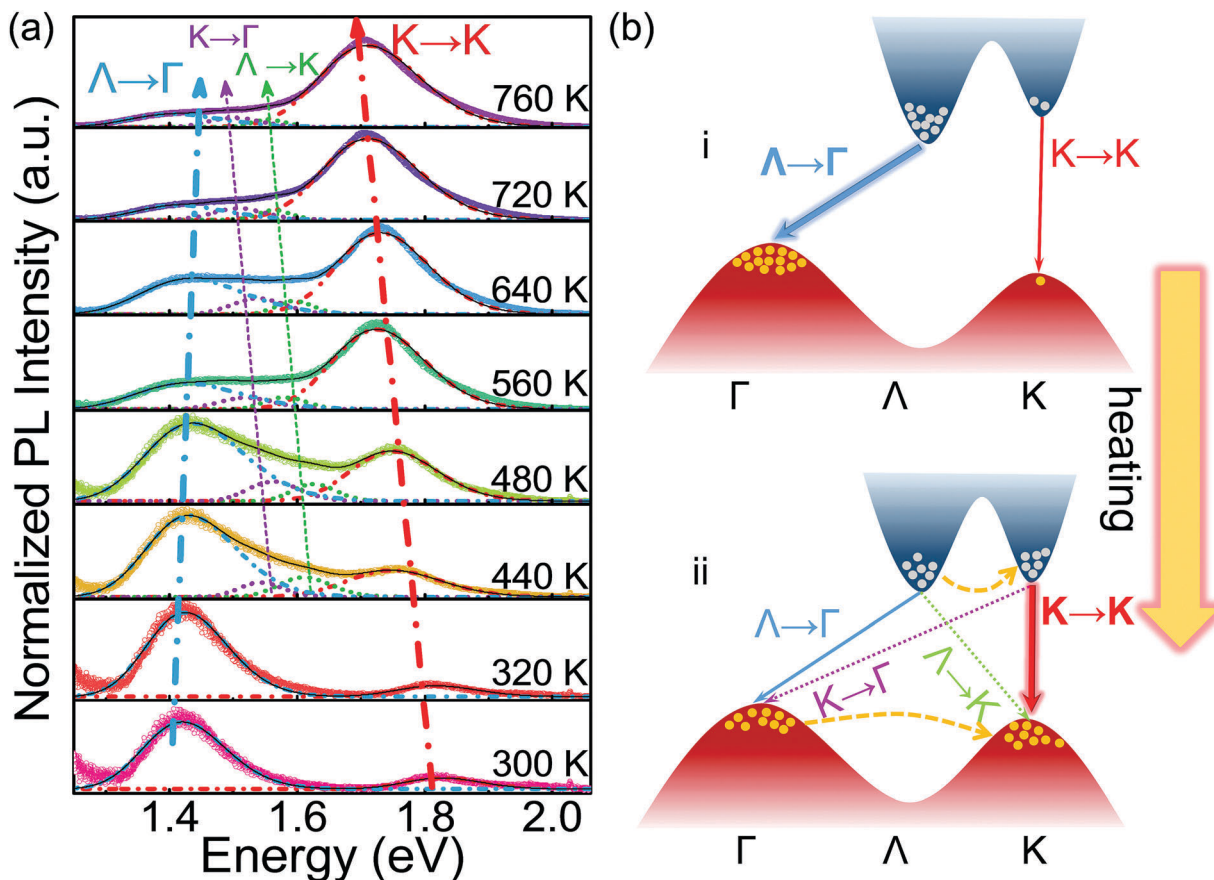 (a)
Normalized PL Intensity (a.u.)
K→Γ
K→K
Λ→Γ
Λ→K
760 K
720 K
640 K
560 K
480 K
440 K
320 K
300 K
1.4 1.6 1.8 2.0
Energy (eV)
(b)
i
Λ→Γ
K→K
Γ Λ K
heating
ii
Λ→Γ
K→Γ
Λ→K
K→K
Γ Λ K